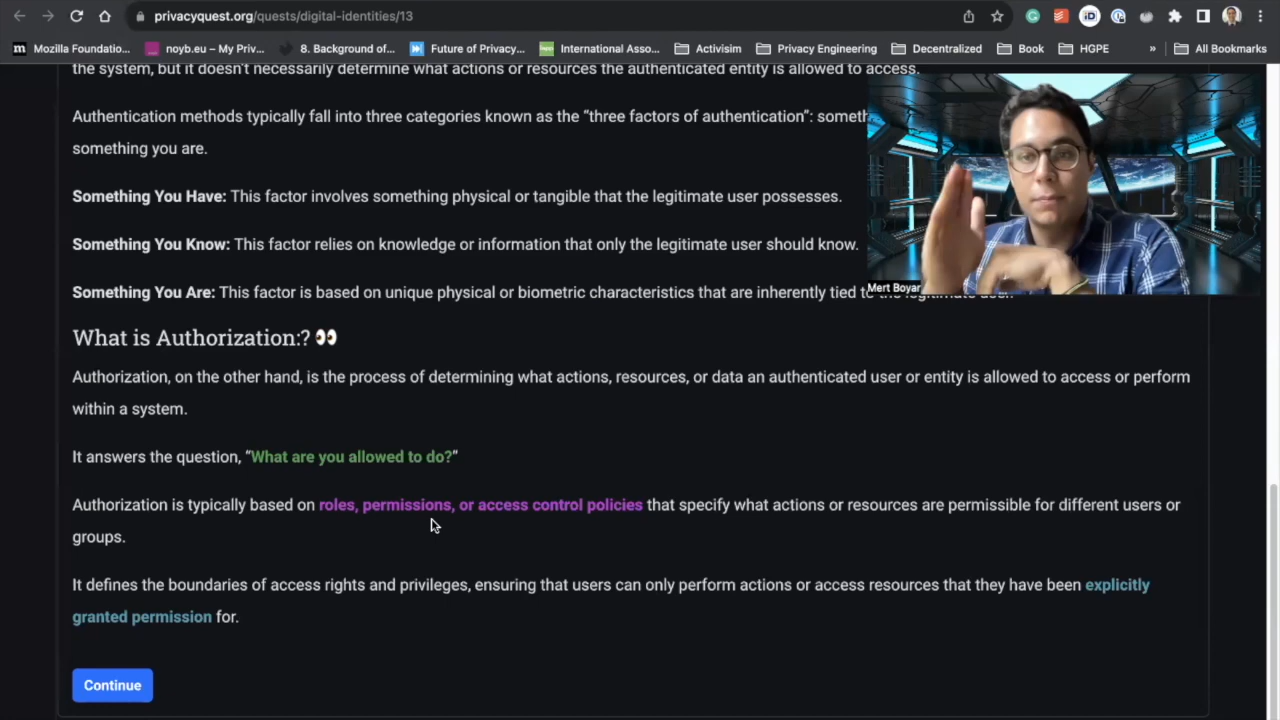 privacyquest.org/quests/digital-identities/13
Mozilla Foundatio... noyb.eu – My Priv... 8. Background of... Future of Privacy... International Asso... Activisim Privacy Engineering Decentralized Book HGPE » All Bookmarks
the system, but it doesn't necessarily determine what actions or resources the authenticated entity is allowed to access.
Authentication methods typically fall into three categories known as the “three factors of authentication”:
something you are.
Something You Have: This factor involves something physical or tangible that the legitimate user possesses.
Something You Know: This factor relies on knowledge or information that only the legitimate user should know.
Something You Are: This factor is based on unique physical or biometric characteristics that are inherently tied to
Mert Boyar
What is Authorization:? 👀
Authorization, on the other hand, is the process of determining what actions, resources, or data an authenticated user or entity is allowed to access or perform
within a system.
It answers the question, “What are you allowed to do?”
Authorization is typically based on roles, permissions, or access control policies that specify what actions or resources are permissible for different users or
groups.
It defines the boundaries of access rights and privileges, ensuring that users can only perform actions or access resources that they have been explicitly
granted permission for.
Continue